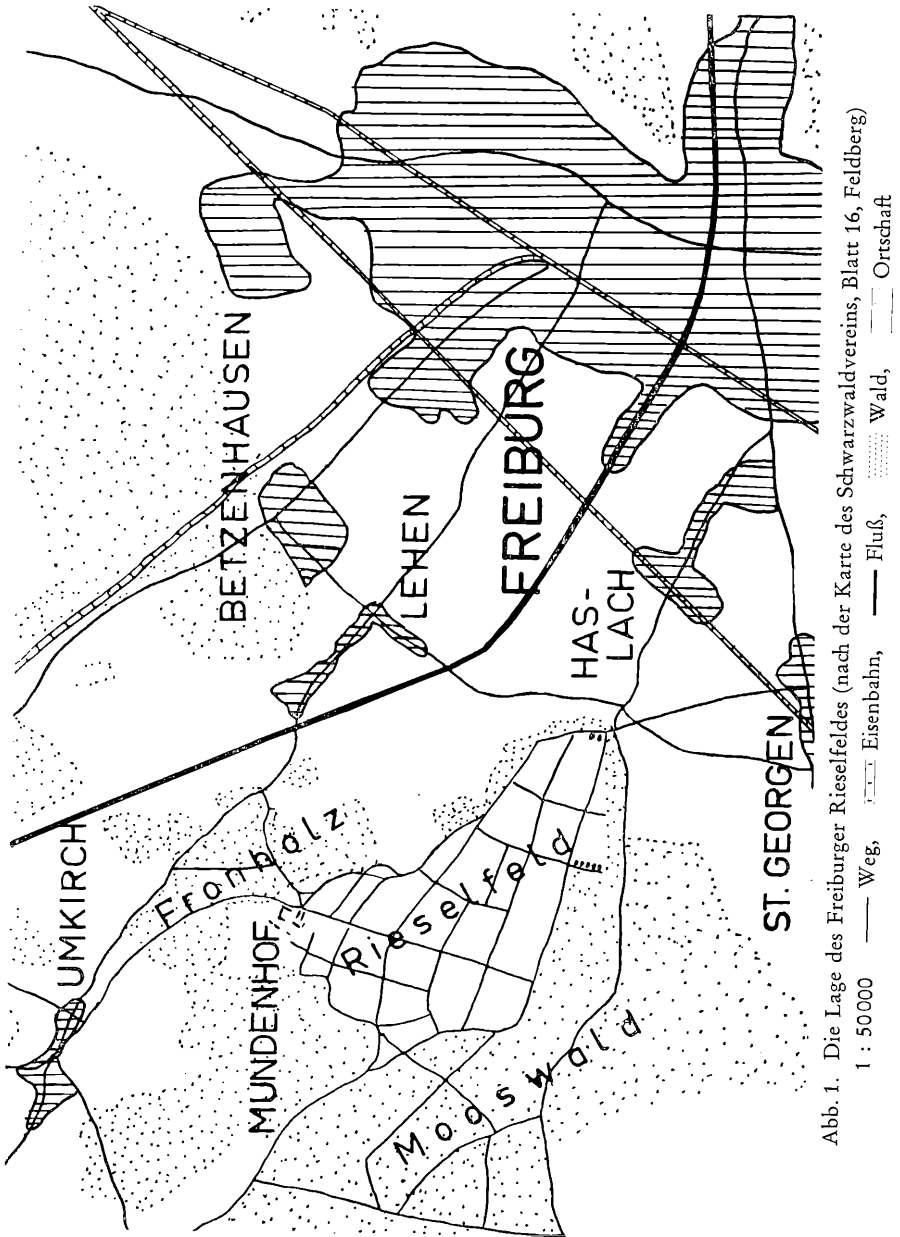 UMKIRCH
BETZENHAUSEN
Fronholz
LEHEN
MUNDENHOF
FREIBURG
Rieselfeld
HAS-
LACH
Mooswald
ST. GEORGEN
Abb. 1. Die Lage des Freiburger Rieselfeldes (nach der Karte des Schwarzwaldvereins, Blatt 16, Feldberg)
1 : 50000 Weg, Eisenbahn, Fluß, Wald, Ortschaft